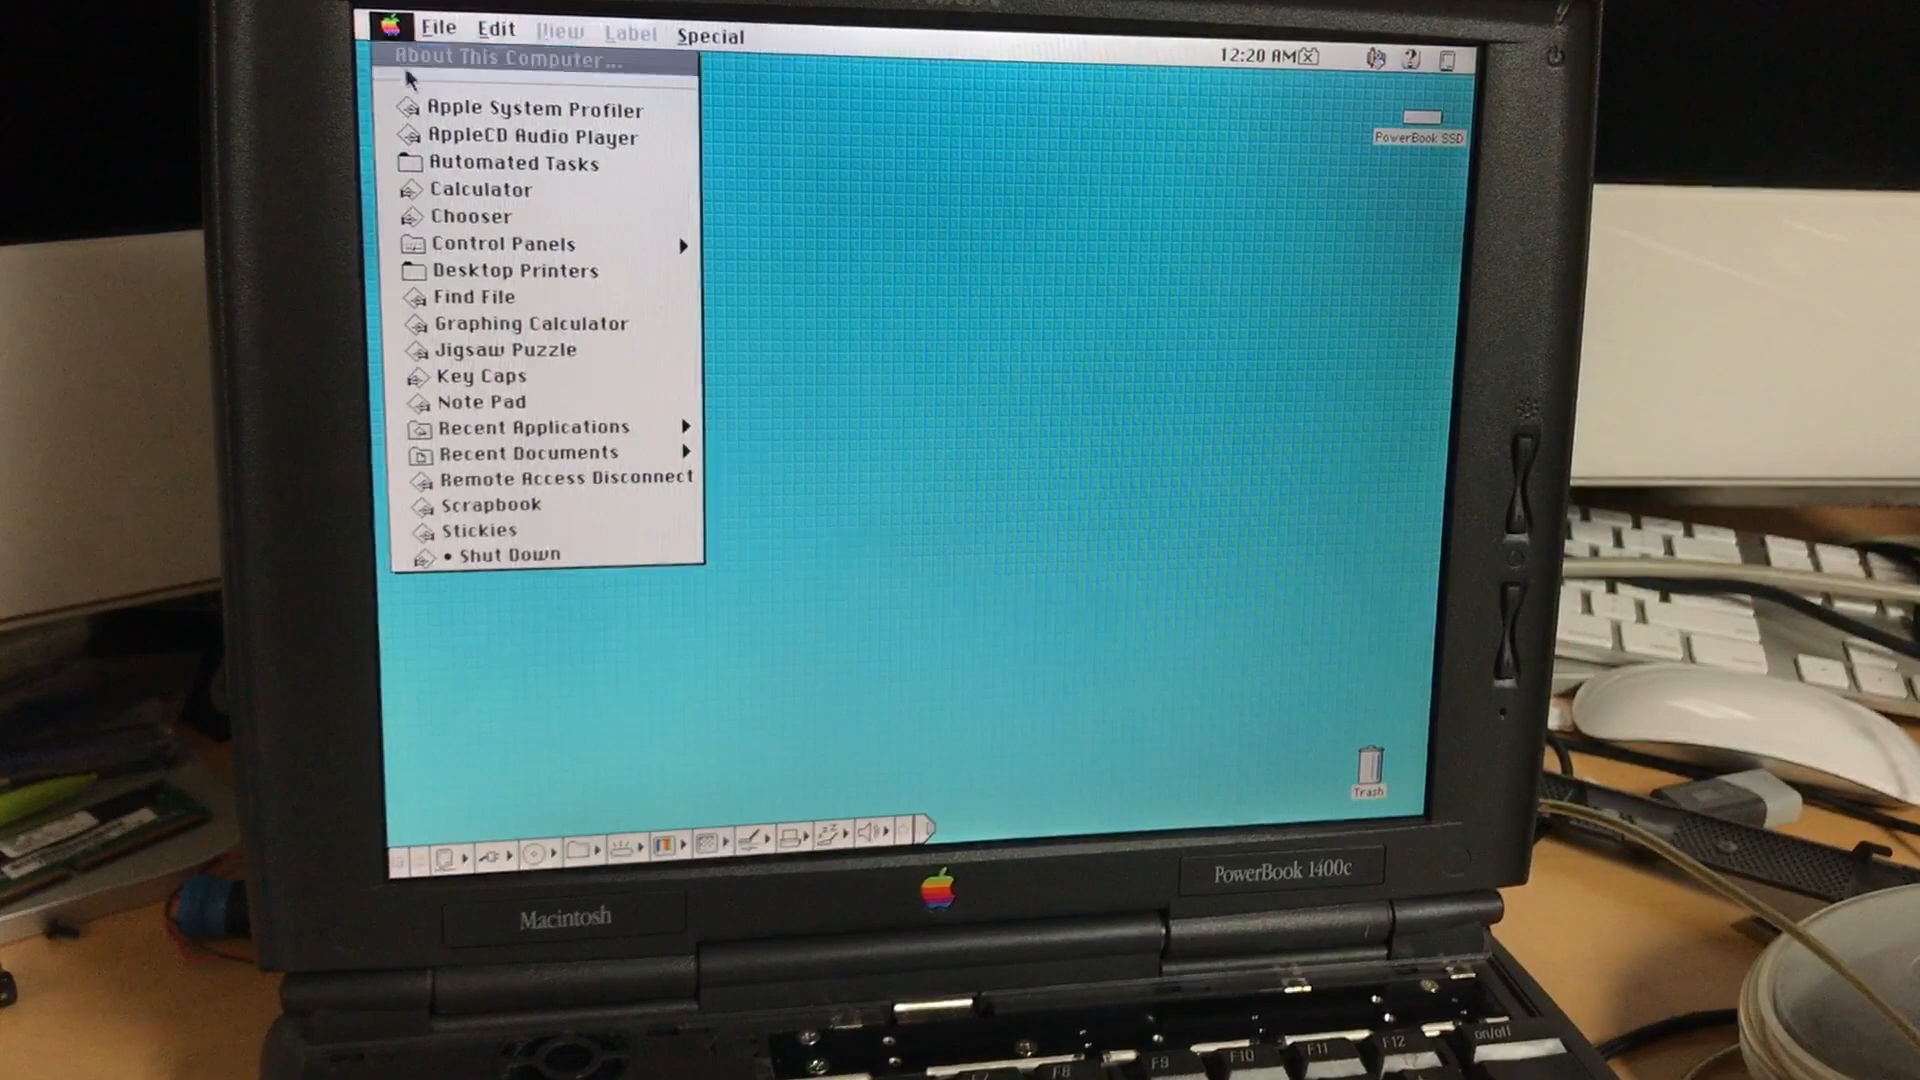 File Edit View Label Special 12:20 AM
About This Computer...
Apple System Profiler
AppleCD Audio Player
Automated Tasks
Calculator
Chooser
Control Panels
Desktop Printers
Find File
Graphing Calculator
Jigsaw Puzzle
Key Caps
Note Pad
Recent Applications
Recent Documents
Remote Access Disconnect
Scrapbook
Stickies
• Shut Down
PowerBook SSD
Trash
Macintosh
PowerBook 1400c
F8 F9 F10 F11 F12 on/off